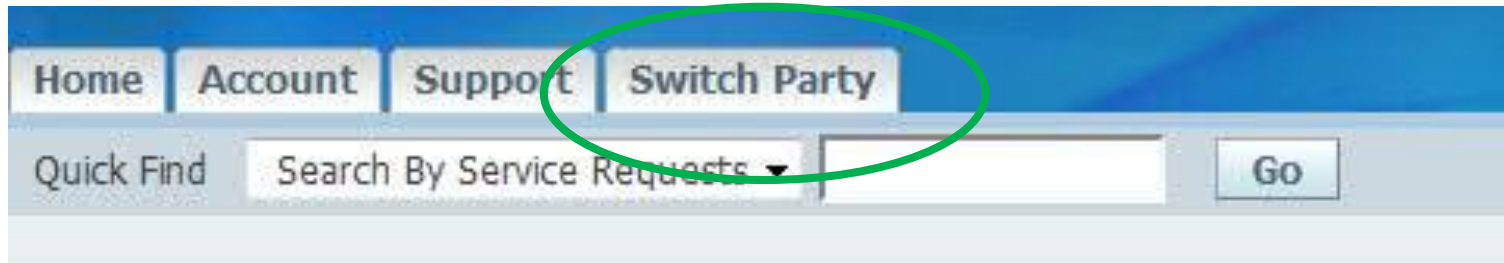 Home Account Support Switch Party
Quick Find Search By Service Requests Go